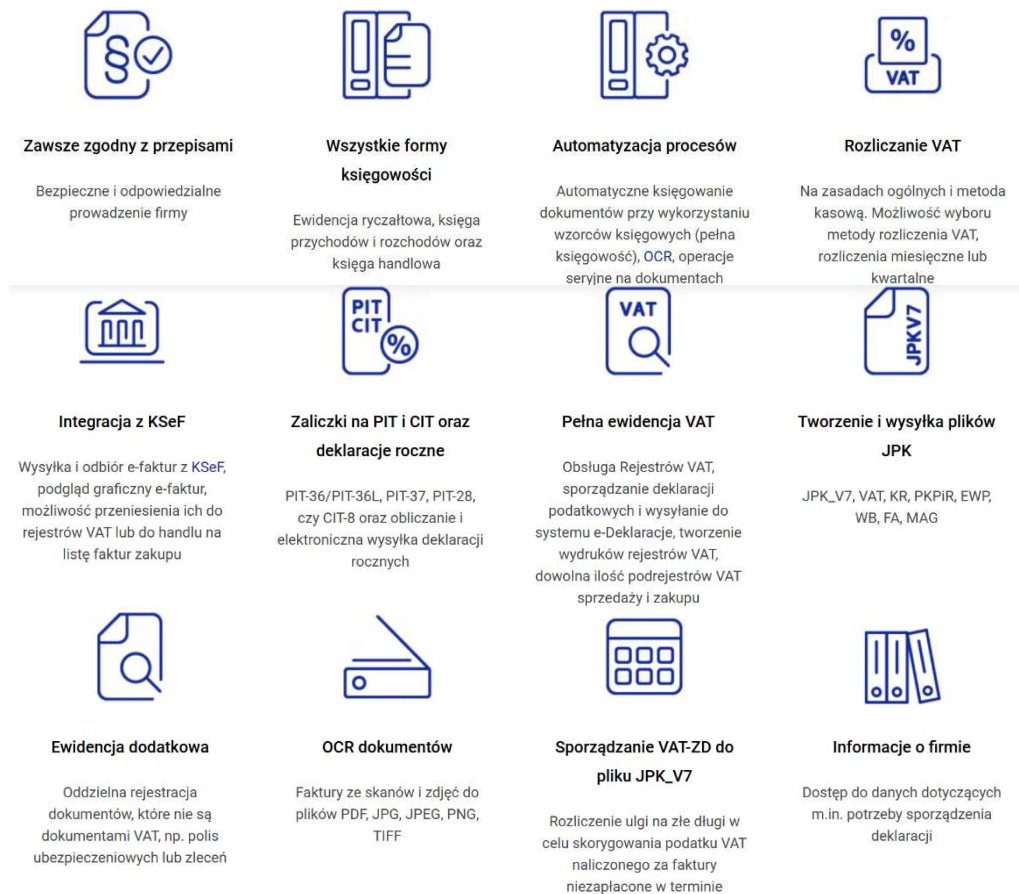 §
%
VAT
Zawsze zgodny z przepisami
Bezpieczne i odpowiedzialne
prowadzenie firmy
Wszystkie formy
księgowości
Ewidencja ryczałtowa, księga
przychodów i rozchodów oraz
księga handlowa
Automatyzacja procesów
Automatyczne księgowanie
dokumentów przy wykorzystaniu
wzorców księgowych (pełna
księgowość), OCR, operacje
seryjne na dokumentach
Rozliczanie VAT
Na zasadach ogólnych i metoda
kasową. Możliwość wyboru
metody rozliczenia VAT,
rozliczenia miesięczne lub
kwartalne
PIT
CIT
%
VAT
JPKV7
Integracja z KSeF
Wysyłka i odbiór e-faktur z KSeF,
podgląd graficzny e-faktur,
możliwość przeniesienia ich do
rejestrów VAT lub do handlu na
listę faktur zakupu
Zaliczki na PIT i CIT oraz
deklaracje roczne
PIT-36/PIT-36L, PIT-37, PIT-28,
czy CIT-8 oraz obliczanie i
elektroniczna wysyłka deklaracji
rocznych
Pełna ewidencja VAT
Obsługa Rejestrów VAT,
sporządzanie deklaracji
podatkowych i wysyłanie do
systemu e-Deklaracje, tworzenie
wydruków rejestrów VAT,
dowolna ilość podrejestrów VAT
sprzedaży i zakupu
Tworzenie i wysyłka plików
JPK
JPK_V7, VAT, KR, PKPiR, EWP,
WB, FA, MAG
Ewidencja dodatkowa
Oddzielna rejestracja
dokumentów, które nie są
dokumentami VAT, np. polis
ubezpieczeniowych lub zleceń
OCR dokumentów
Faktury ze skanów i zdjęć do
plików PDF, JPG, JPEG, PNG,
TIFF
Sporządzanie VAT-ZD do
pliku JPK_V7
Rozliczenie ulgi na złe długi w
celu skorygowania podatku VAT
naliczonego za faktury
niezapłacone w terminie
Informacje o firmie
Dostęp do danych dotyczących
m.in. potrzeby sporządzenia
deklaracji